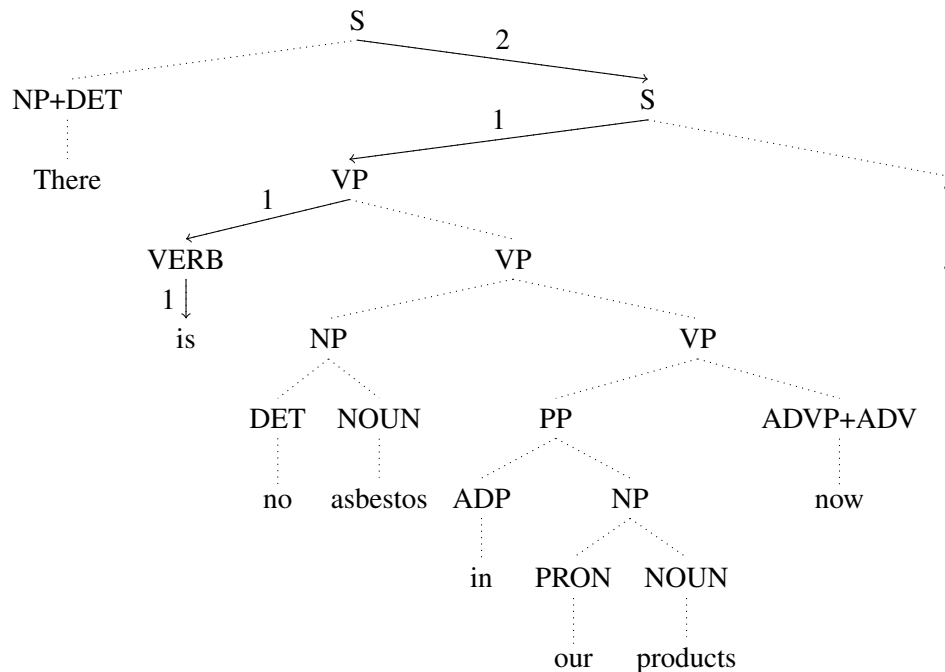 S
2
NP+DET S
1
There VP
1
VERB VP
1
is NP VP
DET NOUN PP ADVP+ADV
no asbestos ADP NP now
in PRON NOUN
our products